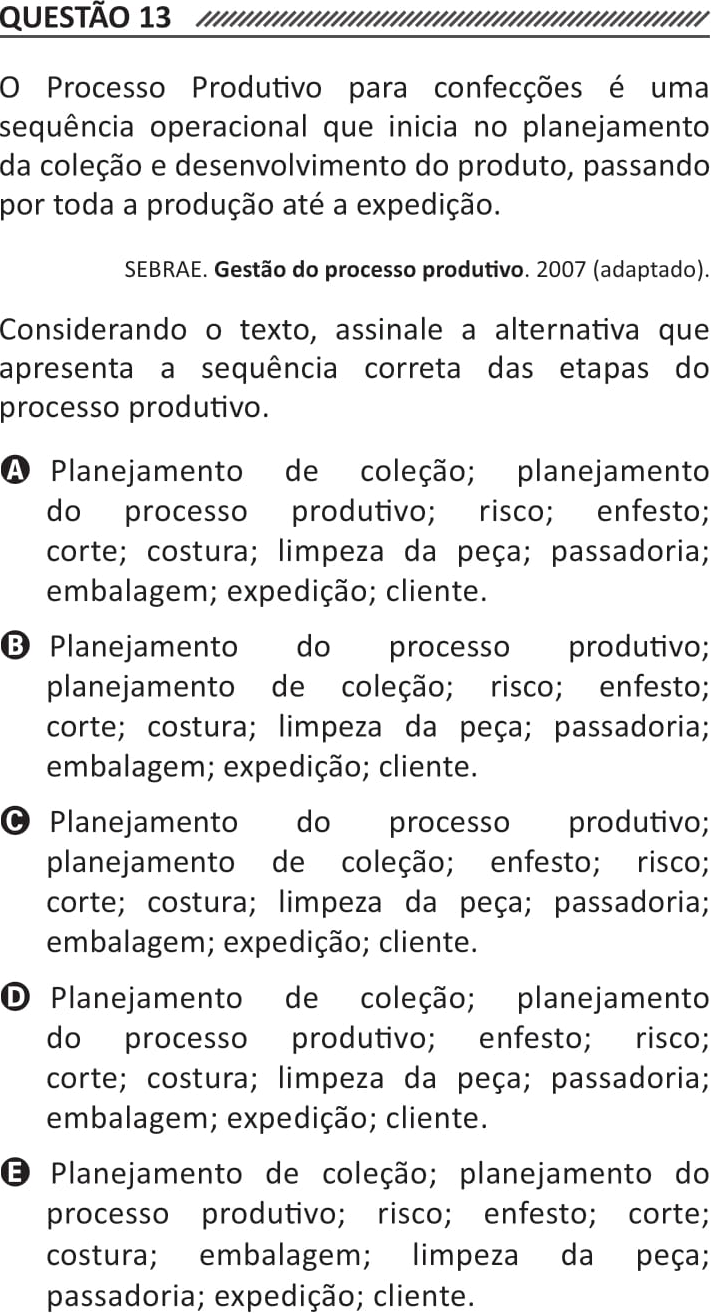 QUESTÃO 13
O Processo Produtivo para confecções é uma
sequência operacional que inicia no planejamento
da coleção e desenvolvimento do produto, passando
por toda a produção até a expedição.
SEBRAE. Gestão do processo produtivo. 2007 (adaptado).
Considerando o texto, assinale a alternativa que
apresenta a sequência correta das etapas do
processo produtivo.
A Planejamento de coleção; planejamento
do processo produtivo; risco; enfesto;
corte; costura; limpeza da peça; passadoria;
embalagem; expedição; cliente.
B Planejamento do processo produtivo;
planejamento de coleção; risco; enfesto;
corte; costura; limpeza da peça; passadoria;
embalagem; expedição; cliente.
C Planejamento do processo produtivo;
planejamento de coleção; enfesto; risco;
corte; costura; limpeza da peça; passadoria;
embalagem; expedição; cliente.
D Planejamento de coleção; planejamento
do processo produtivo; enfesto; risco;
corte; costura; limpeza da peça; passadoria;
embalagem; expedição; cliente.
E Planejamento de coleção; planejamento do
processo produtivo; risco; enfesto; corte;
costura; embalagem; limpeza da peça;
passadoria; expedição; cliente.